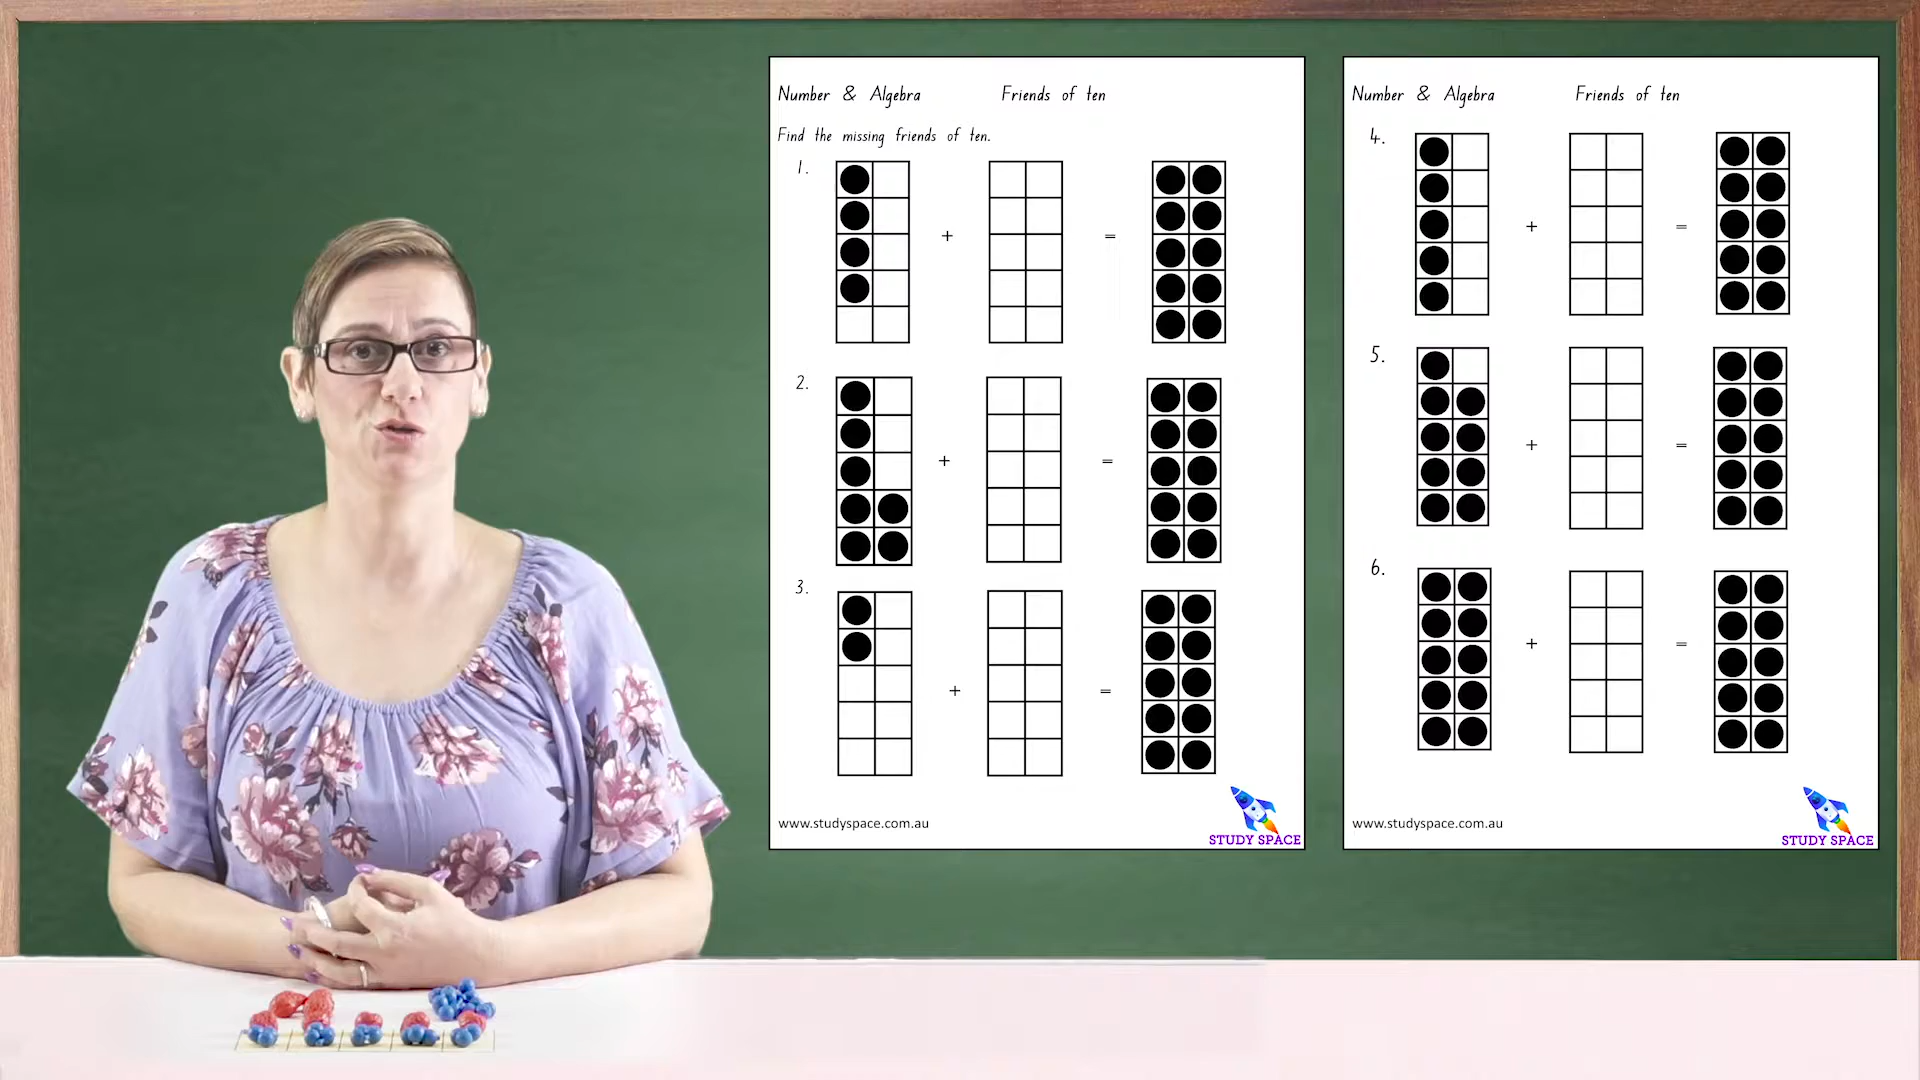 Number & Algebra Friends of ten
Find the missing friends of ten.
1.
+ =
2.
+ =
3.
+ =
www.studyspace.com.au
STUDY SPACE
Number & Algebra Friends of ten
4.
+ =
5.
+ =
6.
+ =
www.studyspace.com.au
STUDY SPACE